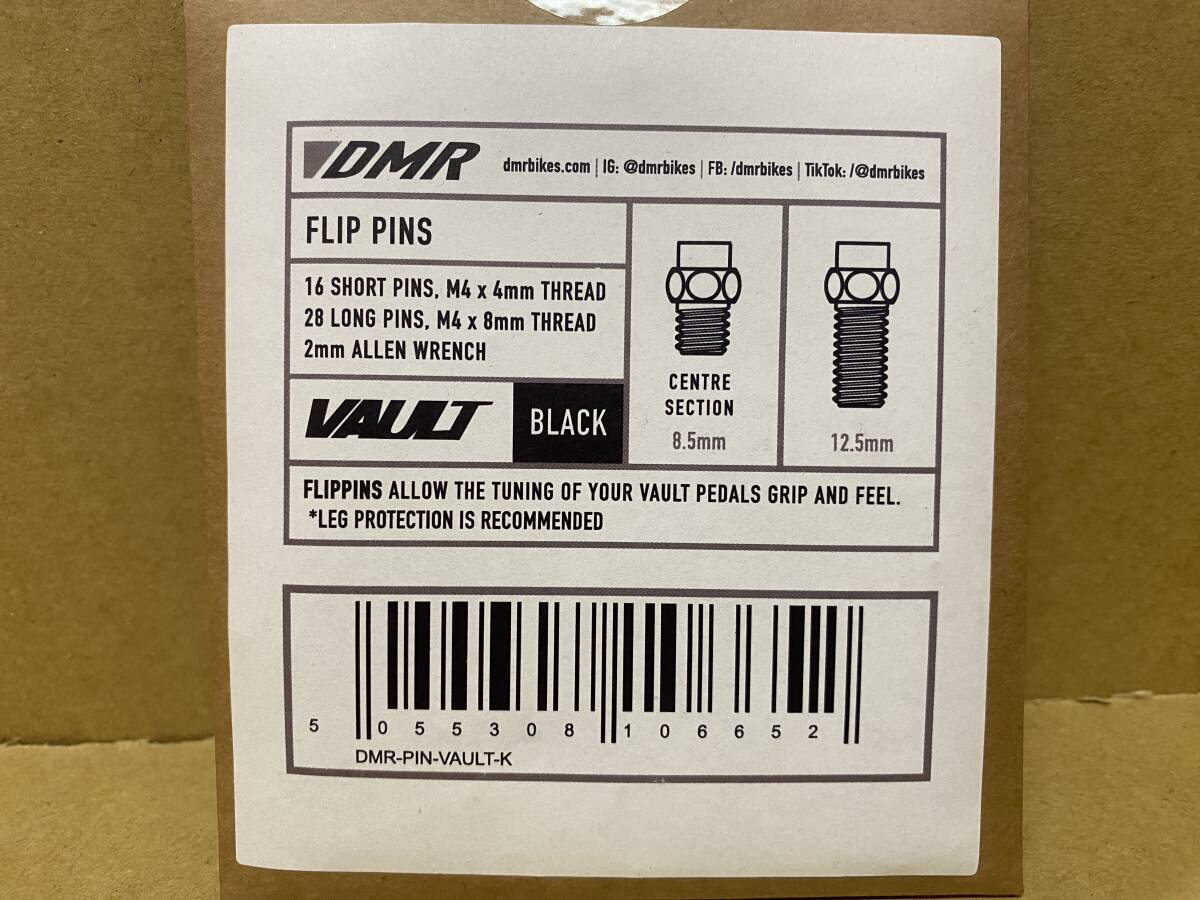 DMR
dmrbikes.com | IG: @dmrbikes | FB: /dmrbikes | TikTok: /@dmrbikes
FLIP PINS
16 SHORT PINS, M4 x 4mm THREAD
28 LONG PINS, M4 x 8mm THREAD
2mm ALLEN WRENCH
VAULT
BLACK
CENTRE
SECTION
8.5mm
12.5mm
FLIPPINS ALLOW THE TUNING OF YOUR VAULT PEDALS GRIP AND FEEL.
*LEG PROTECTION IS RECOMMENDED
5 055308 106652
DMR-PIN-VAULT-K